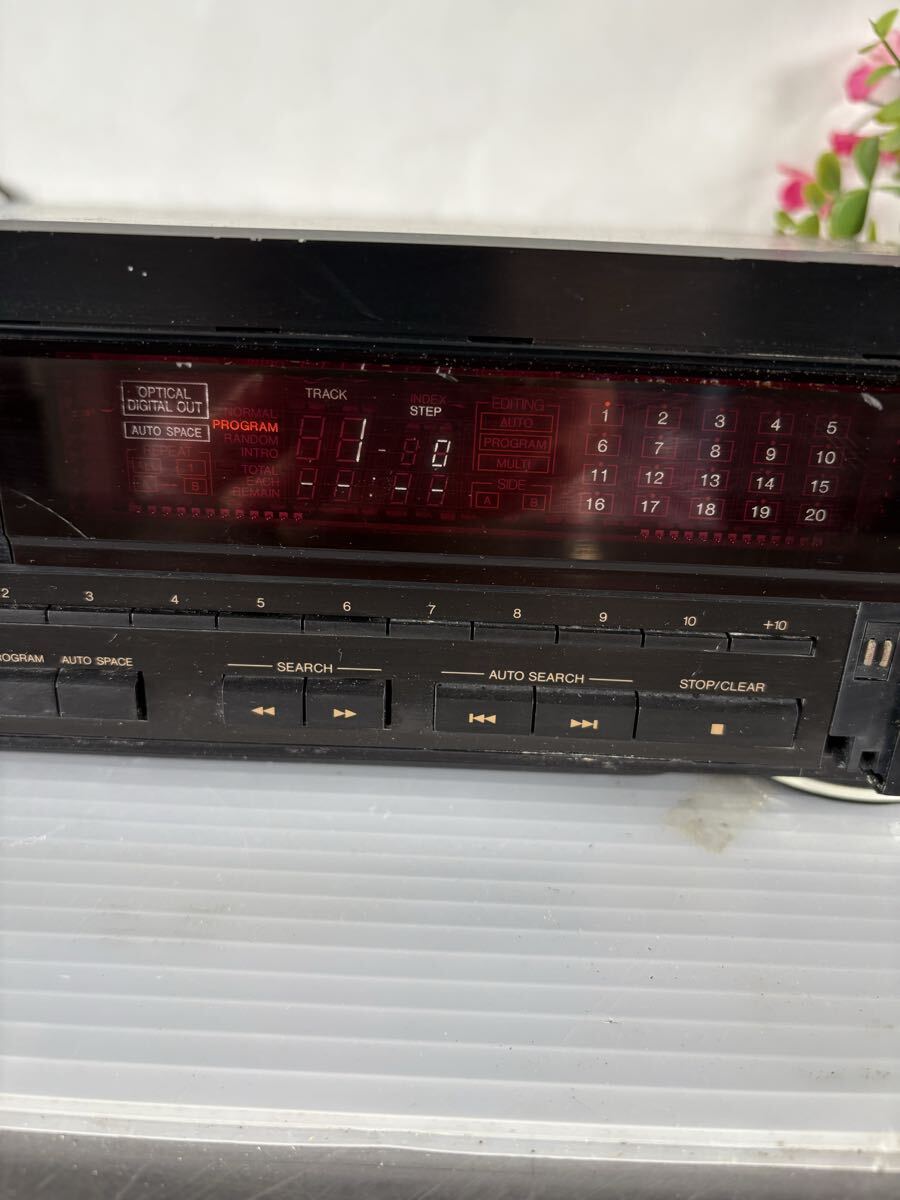 OPTICAL
DIGITAL OUT
AUTO SPACE
NORMAL
PROGRAM
RANDOM
INTRO
TOTAL
EACH
REMAIN
TRACK
INDEX
STEP
1 - 0
- - - -
EDITING
AUTO
PROGRAM
MULTI
SIDE
A B
1 2 3 4 5
6 7 8 9 10
11 12 13 14 15
16 17 18 19 20
2 3 4 5 6 7 8 9 10 +10
AUTO SPACE
SEARCH
AUTO SEARCH
STOP/CLEAR